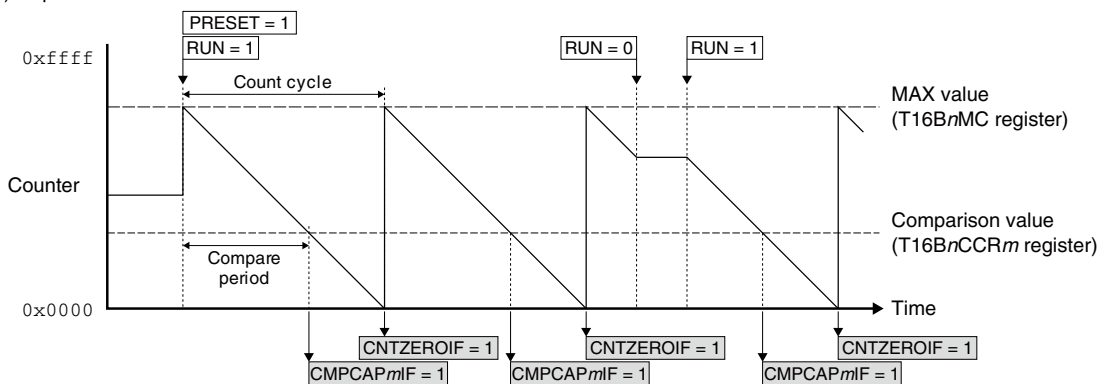 PRESET = 1
RUN = 1
RUN = 0
RUN = 1
0xffff
Count cycle
MAX value
(T16BnMC register)
Counter
Comparison value
(T16BnCCRm register)
Compare
period
0x0000
Time
CNTZEROIF = 1
CNTZEROIF = 1
CNTZEROIF = 1
CMPCAPmIF = 1
CMPCAPmIF = 1
CMPCAPmIF = 1